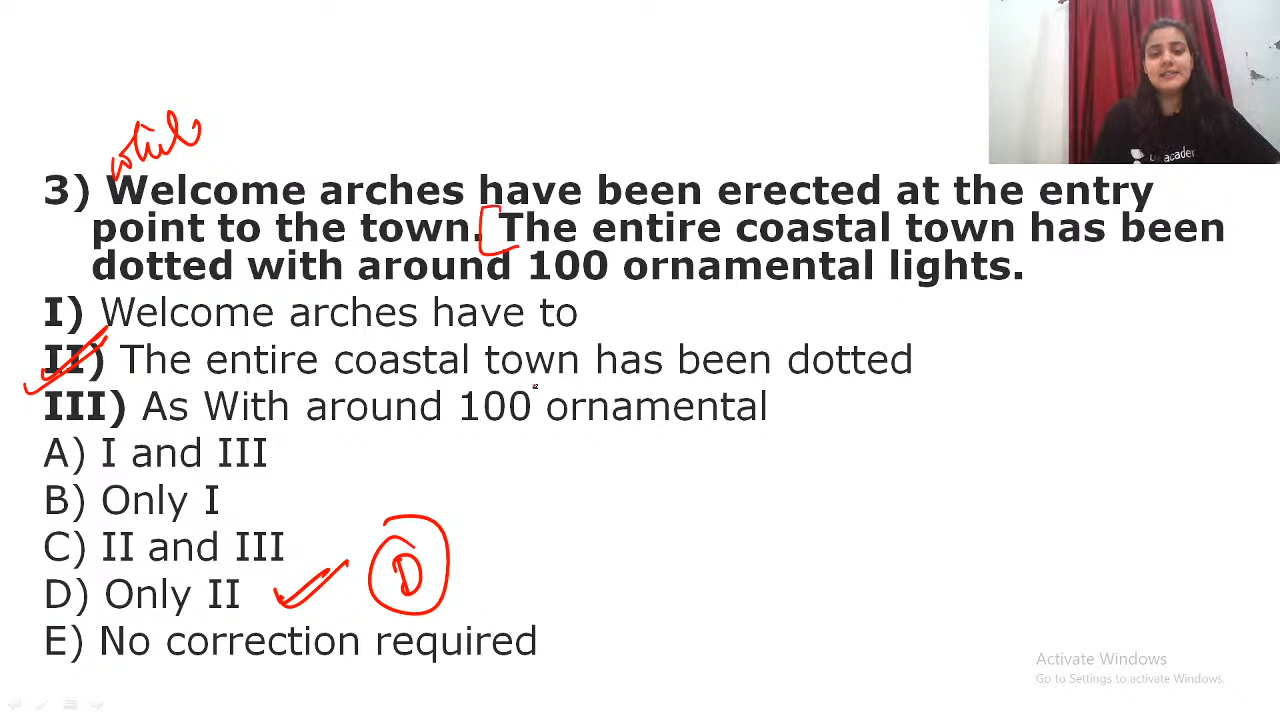 while
3) Welcome arches have been erected at the entry
point to the town. The entire coastal town has been
dotted with around 100 ornamental lights.
I) Welcome arches have to
II) The entire coastal town has been dotted
III) As With around 100 ornamental
A) I and III
B) Only I
C) II and III
D) Only II
D
E) No correction required
Activate Windows
Go to Settings to activate Windows.